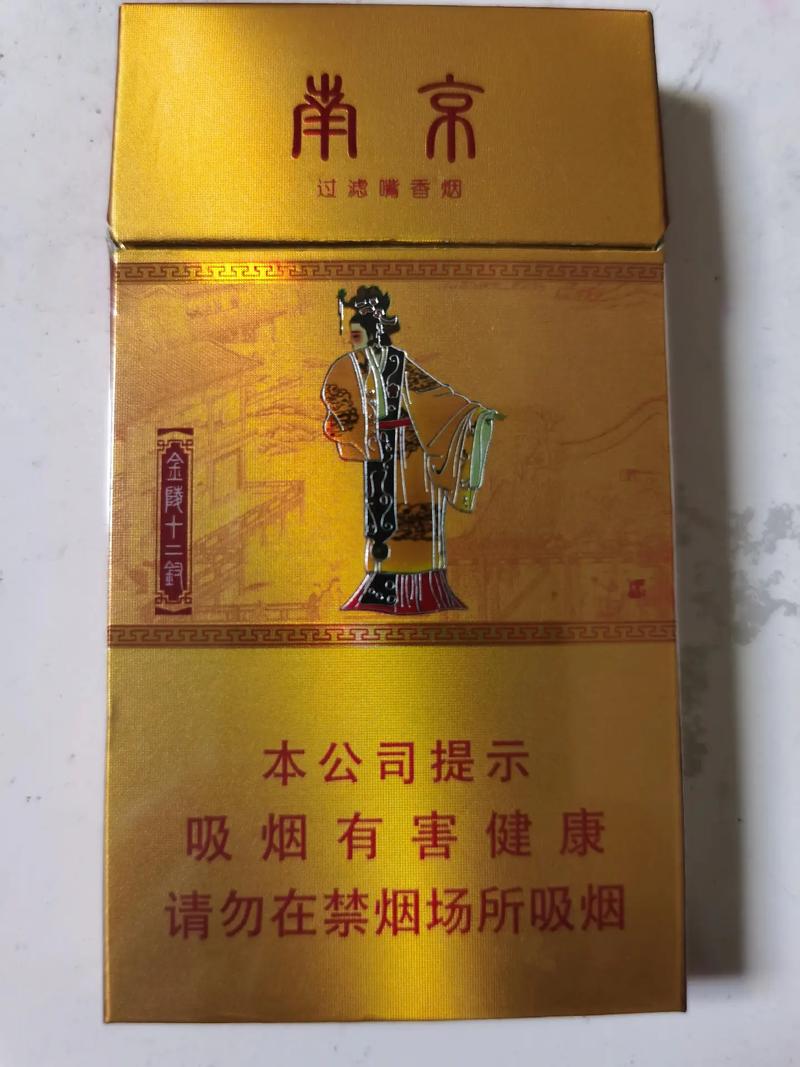 南京
过滤嘴香烟
金陵十二钗
本公司提示
吸烟有害健康
请勿在禁烟场所吸烟